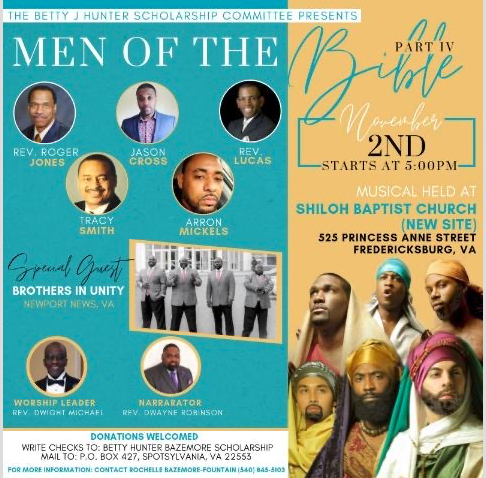 THE BETTY J HUNTER SCHOLARSHIP COMMITTEE PRESENTS
MEN OF THE
Bible
PART IV
November
2ND
STARTS AT 5:00PM
REV. ROGER
JONES
JASON
CROSS
REV.
LUCAS
TRACY
SMITH
ARRON
MICKELS
MUSICAL HELD AT
SHILOH BAPTIST CHURCH
(NEW SITE)
525 PRINCESS ANNE STREET
FREDERICKSBURG, VA
Special Guest
BROTHERS IN UNITY
NEWPORT NEWS, VA
WORSHIP LEADER
REV. DWIGHT MICHAEL
NARRARATOR
REV. DWAYNE ROBINSON
DONATIONS WELCOMED
WRITE CHECKS TO: BETTY HUNTER BAZEMORE SCHOLARSHIP
MAIL TO: P.O. BOX 427, SPOTSYLVANIA, VA 22553
FOR MORE INFORMATION: CONTACT ROCHELLE BAZEMORE-FOUNTAIN (540) 845-5103